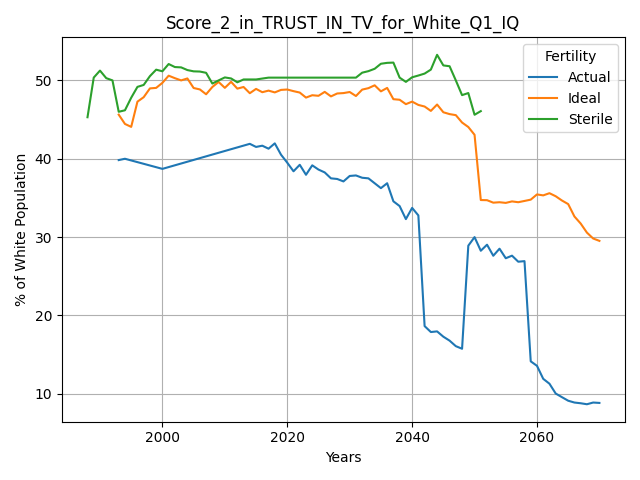 Score_2_in_TRUST_IN_TV_for_White_Q1_IQ
Fertility
Actual
Ideal
Sterile
% of White Population
50
40
30
20
10
2000 2020 2040 2060
Years